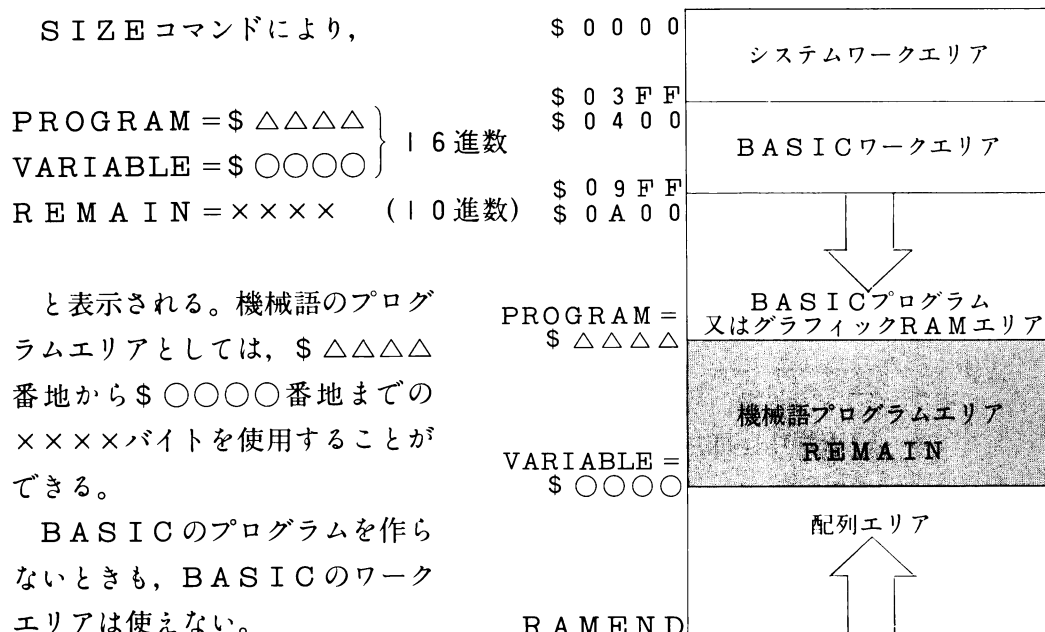 SIZEコマンドにより，
PROGRAM＝$ △△△△
VARIABLE＝$ ○○○○
16進数
REMAIN＝×××× (10進数)
と表示される。機械語のプログ
ラムエリアとしては，$ △△△△
番地から$ ○○○○番地までの
××××バイトを使用することが
できる。
BASICのプログラムを作ら
ないときも，BASICのワーク
エリアは使えない。
$0000
システムワークエリア
$03FF
$0400
BASICワークエリア
$09FF
$0A00
BASICプログラム
又はグラフィックRAMエリア
PROGRAM＝
$ △△△△
機械語プログラムエリア
REMAIN
VARIABLE＝
$ ○○○○
配列エリア
RAMEND